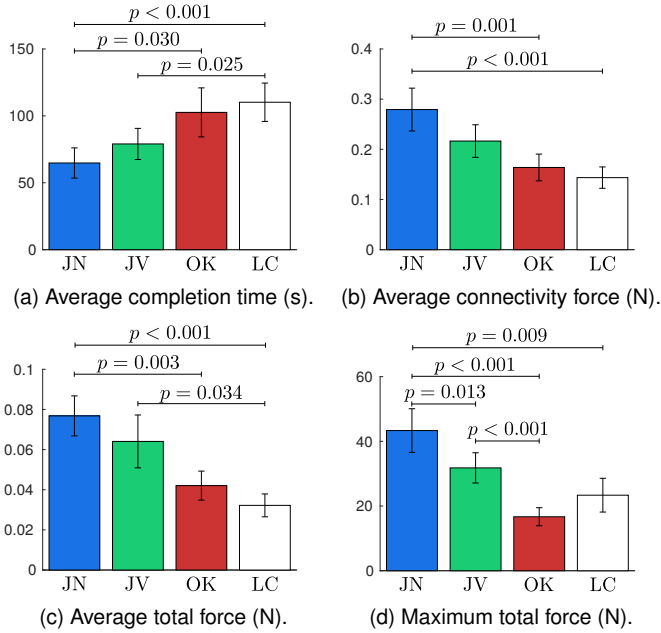 p < 0.001
p = 0.030
p = 0.025
150
100
50
0
JN JV OK LC
(a) Average completion time (s).
p = 0.001
p < 0.001
0.4
0.3
0.2
0.1
0
JN JV OK LC
(b) Average connectivity force (N).
p < 0.001
p = 0.003
p = 0.034
0.1
0.08
0.06
0.04
0.02
0
JN JV OK LC
(c) Average total force (N).
p = 0.009
p < 0.001
p = 0.013
p < 0.001
60
40
20
0
JN JV OK LC
(d) Maximum total force (N).